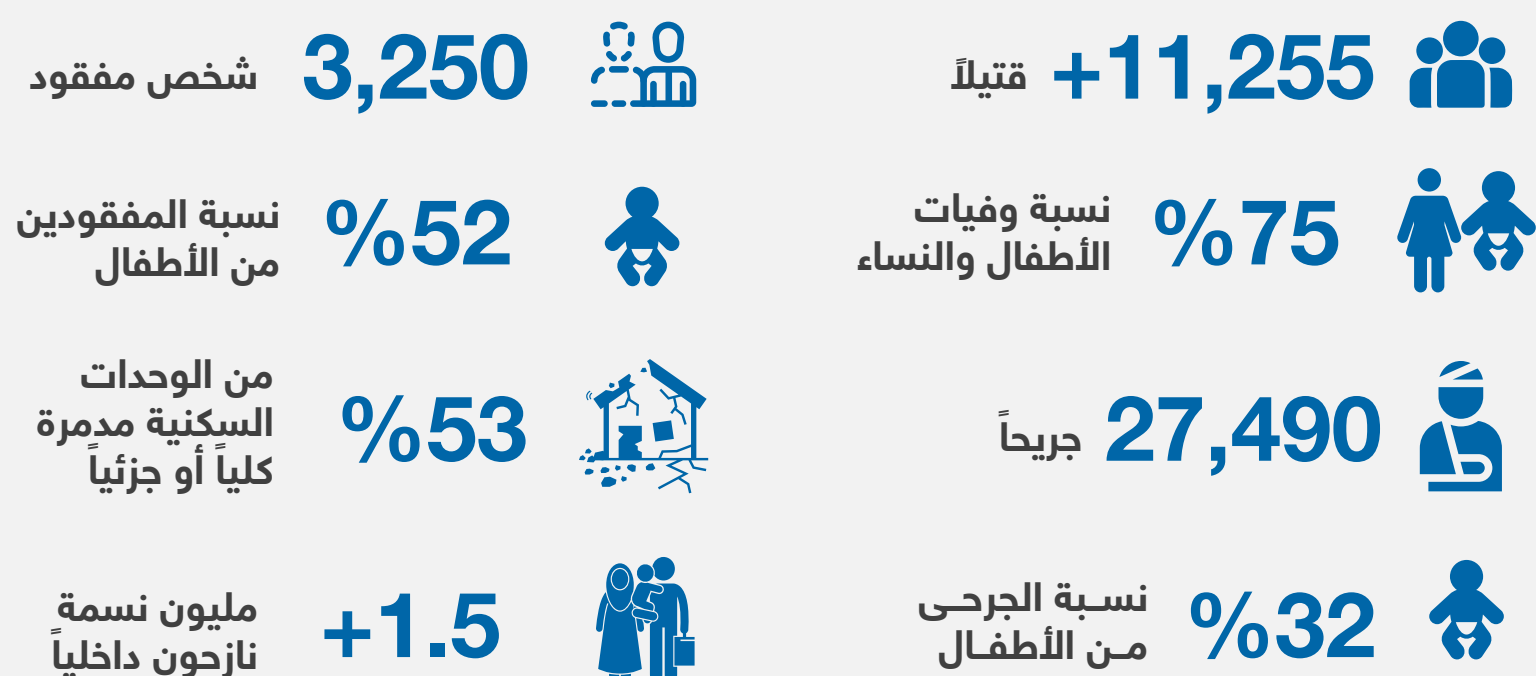 +11,255 قتيلاً
3,250 شخص مفقود
%75 نسبة وفيات
الأطفال والنساء
%52 نسبة المفقودين
من الأطفال
27,490 جريحاً
%53 من الوحدات
السكنية مدمرة
كلياً أو جزئياً
%32 نسـبة الجرحـى
مـن الأطفـال
+1.5 مليون نسمة
نازحون داخلياً